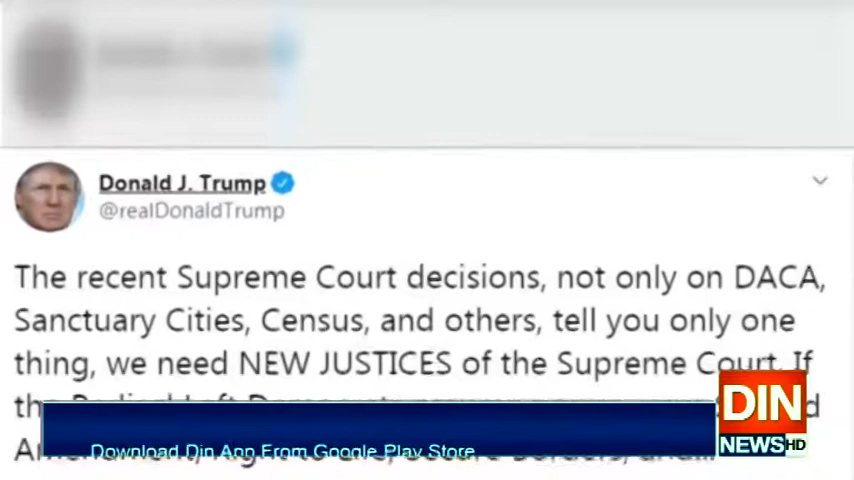 Donald J. Trump
@realDonaldTrump
The recent Supreme Court decisions, not only on DACA,
Sanctuary Cities, Census, and others, tell you only one
thing, we need NEW JUSTICES of the Supreme Court. If
DIN
NEWS HD
Download Din App From Google Play Store